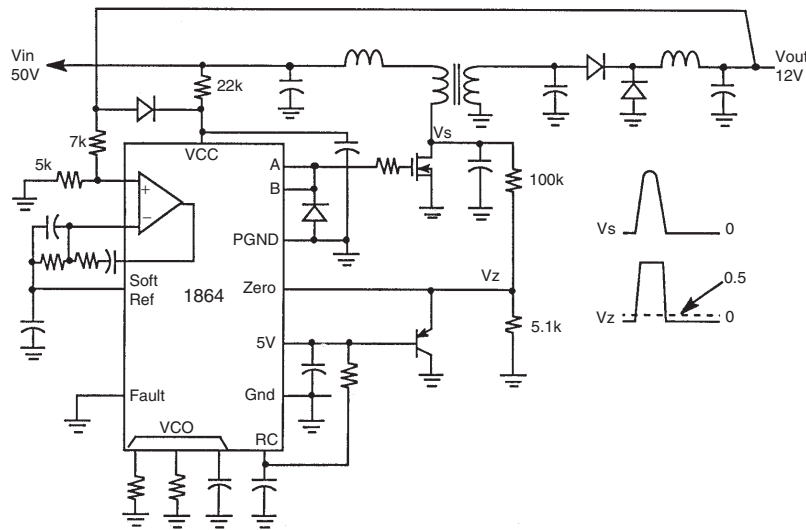 Vin
50V
22k
Vout
12V
7k
VCC
Vs
5k
A
B
100k
+
−
PGND
Vs
0
Soft
Ref
1864
Zero
Vz
0.5
5V
5.1k
Vz
0
Fault
Gnd
VCO
RC